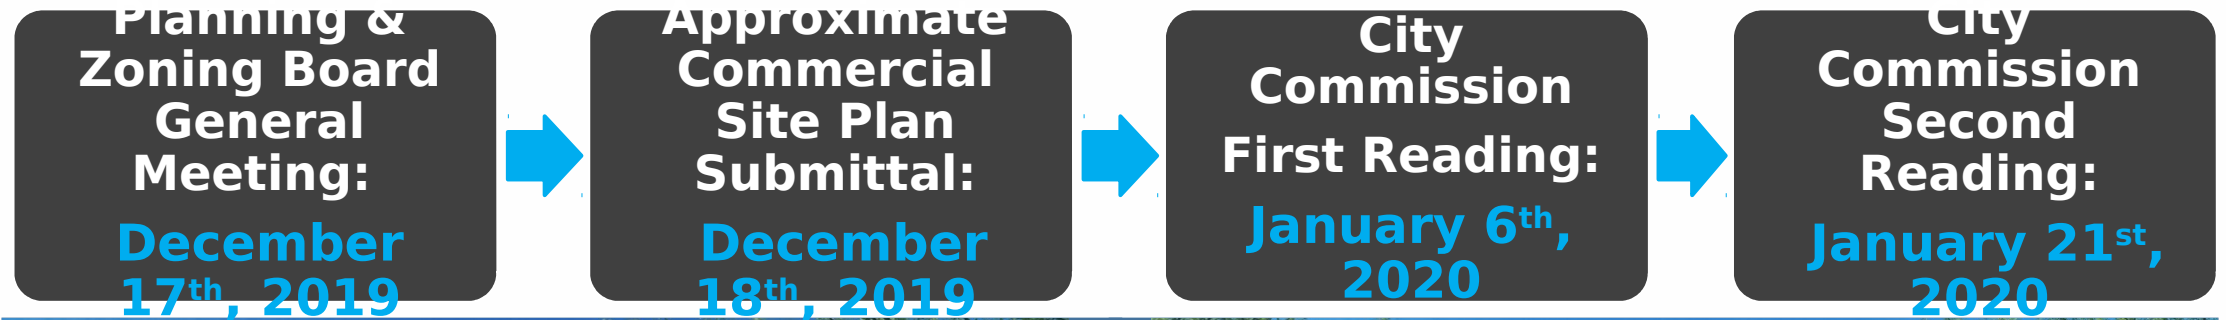 Planning &
Zoning Board
General
Meeting:
December
17th, 2019
Approximate
Commercial
Site Plan
Submittal:
December
18th, 2019
City
Commission
First Reading:
January 6th,
2020
City
Commission
Second
Reading:
January 21st,
2020